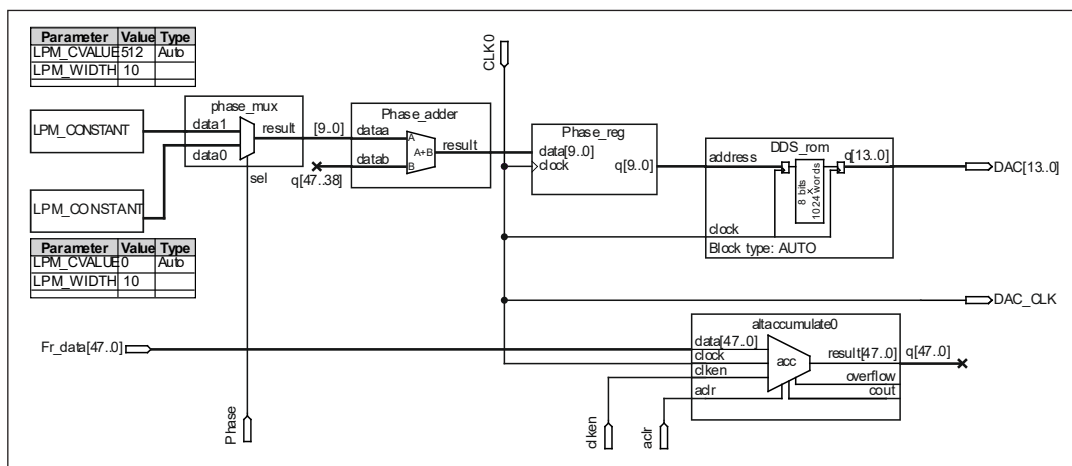 Parameter Value Type
LPM_CVALUE 512 Auto
LPM_WIDTH 10
LPM_CONSTANT
LPM_CONSTANT
Parameter Value Type
LPM_CVALUE 0 Auto
LPM_WIDTH 10
phase_mux
data1
result
data0
sel
[9..0]
Phase_adder
dataa
A
A+B
result
datab
B
q[47..38]
CLK0
Phase_reg
data[9..0]
clock
q[9..0]
DDS_rom
address
q[13..0]
8 bits
x
1024 words
clock
Block type: AUTO
DAC[13..0]
DAC_CLK
Fr_data[47..0]
altaccumulate0
data[47..0]
clock
acc
result[47..0]
q[47..0]
clken
overflow
aclr
cout
Phase
clken
aclr